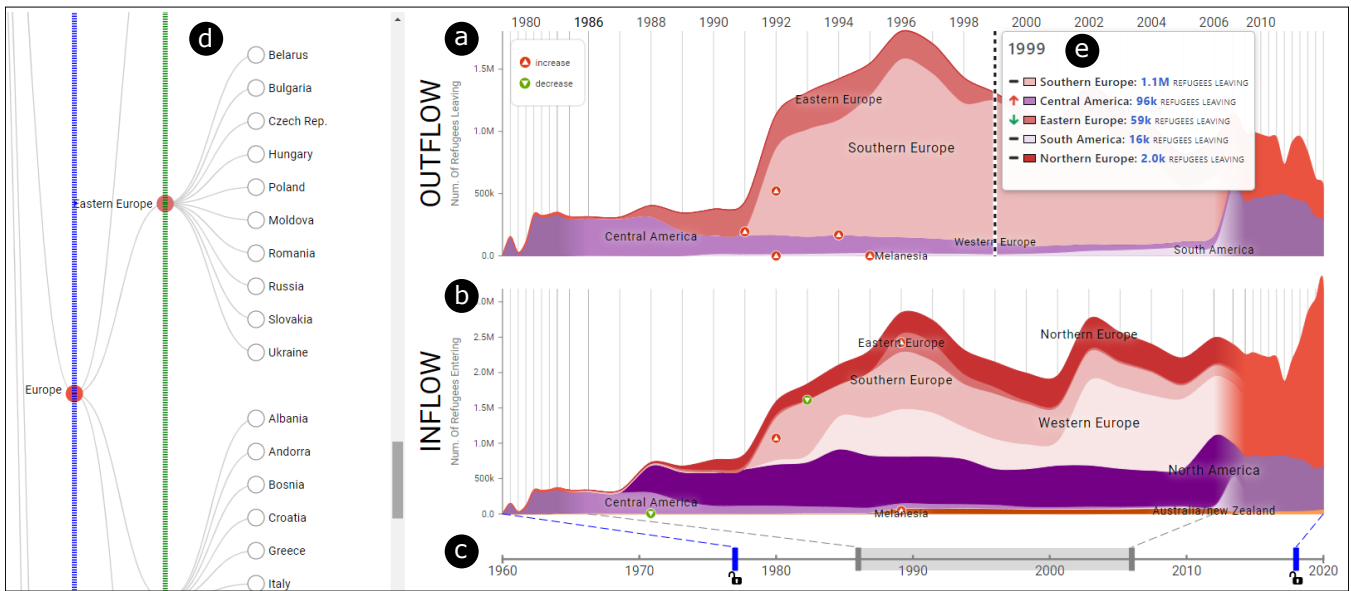 d
Belarus
Bulgaria
Czech Rep.
Hungary
Poland
Eastern Europe
Moldova
Romania
Russia
Slovakia
Ukraine
Europe
Albania
Andorra
Bosnia
Croatia
Greece
Italy
1980 1986 1988 1990 1992 1994 1996 1998 2000 2002 2004 2006 2010
a
increase
decrease
OUTFLOW
Num. Of Refugees Leaving
1.5M
1.0M
500k
0.0
Eastern Europe
Southern Europe
Central America
Western Europe
Melanesia
South America
1999
e
Southern Europe: 1.1M REFUGEES LEAVING
Central America: 96k REFUGEES LEAVING
Eastern Europe: 59k REFUGEES LEAVING
South America: 16k REFUGEES LEAVING
Northern Europe: 2.0k REFUGEES LEAVING
b
INFLOW
Num. Of Refugees Entering
.0M
2.5M
2.0M
1.5M
1.0M
500k
0.0
Northern Europe
Eastern Europe
Southern Europe
Western Europe
North America
Central America
Melanesia
Australia/new Zealand
c
1960 1970 1980 1990 2000 2010 2020